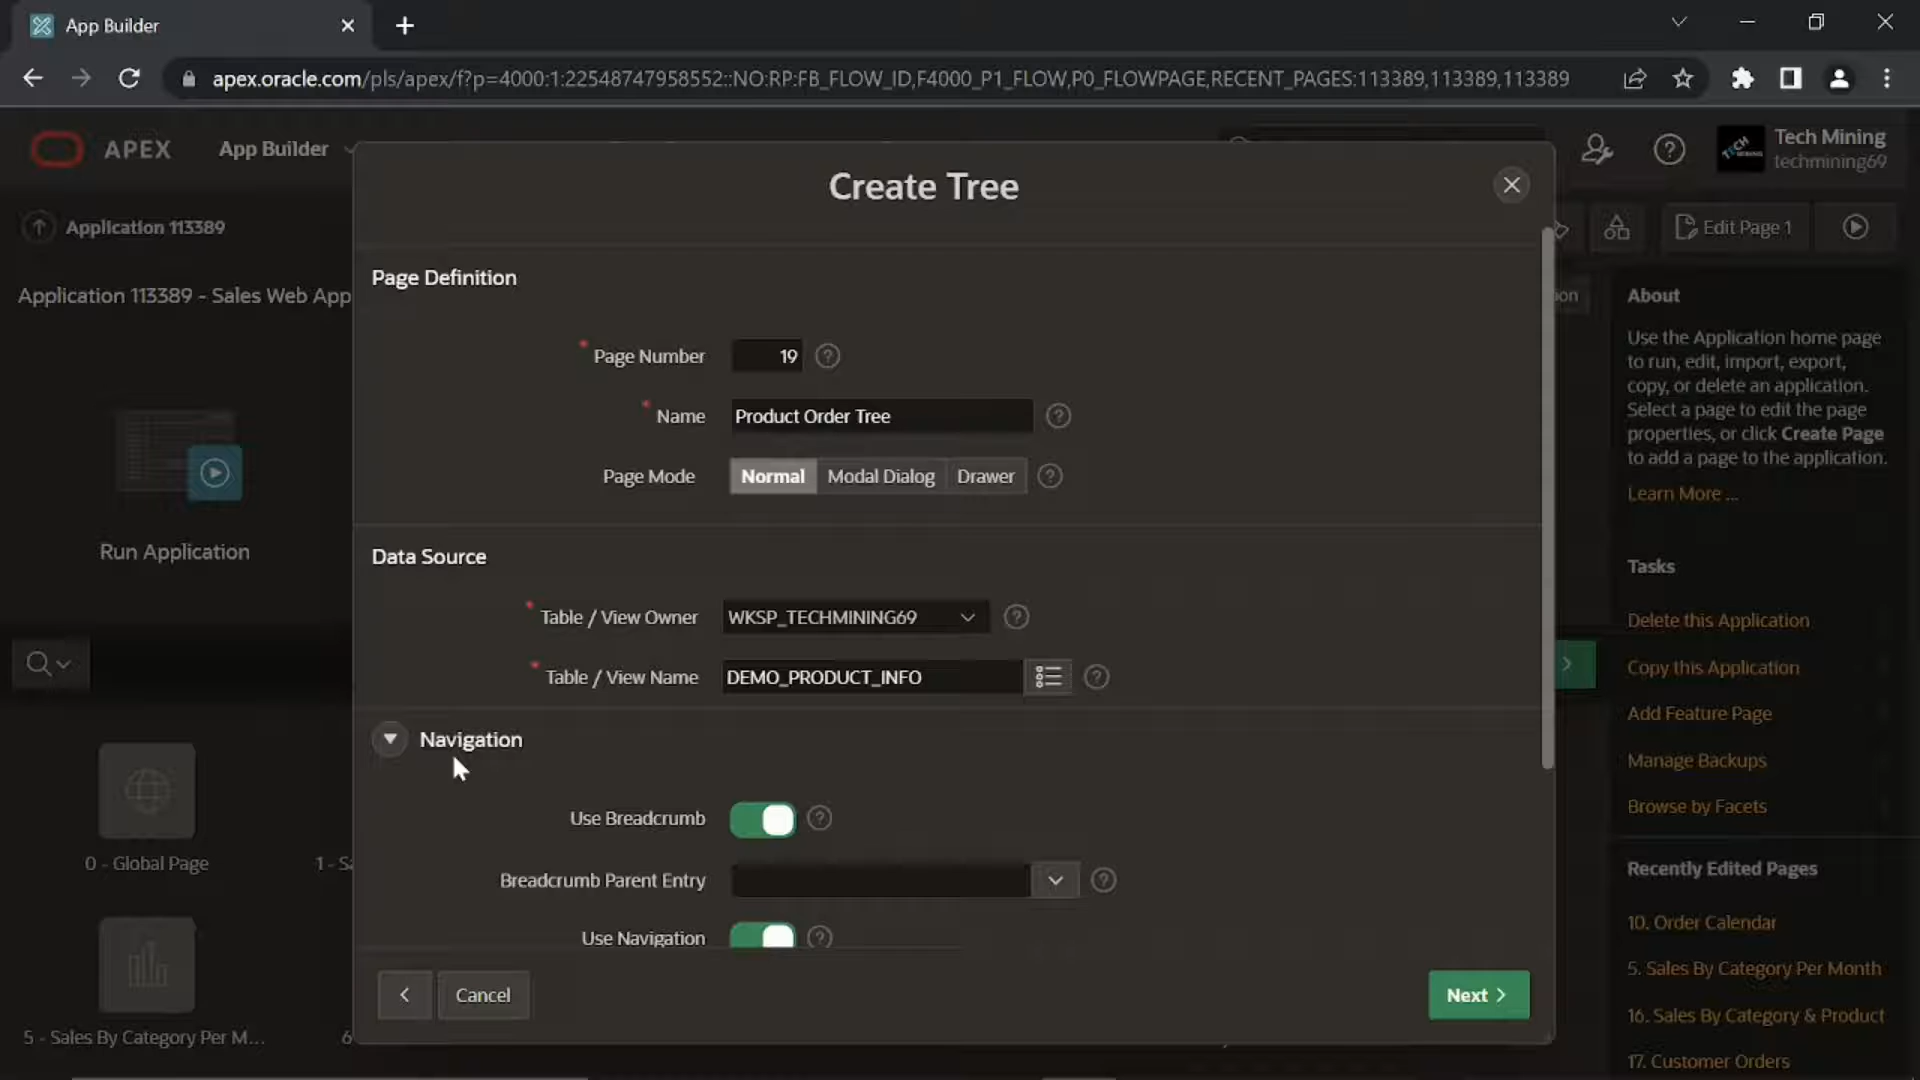 App Builder
apex.oracle.com/pls/apex/f?p=4000:1:22548747958552::NO:RP:FB_FLOW_ID,F4000_P1_FLOW,P0_FLOWPAGE,RECENT_PAGES:113389,113389,113389
APEX
App Builder
Tech Mining
techmining69
Create Tree
Application 113389
Edit Page 1
Application 113389 - Sales Web App
Page Definition
Page Number
19
Name
Product Order Tree
Page Mode
Normal
Modal Dialog
Drawer
Data Source
Table / View Owner
WKSP_TECHMINING69
Table / View Name
DEMO_PRODUCT_INFO
Navigation
Use Breadcrumb
Breadcrumb Parent Entry
Use Navigation
Cancel
Next
Run Application
0 - Global Page
1 - Sa
5 - Sales By Category Per M...
6
About
Use the Application home page
to run, edit, import, export,
copy, or delete an application.
Select a page to edit the page
properties, or click Create Page
to add a page to the application.
Learn More ...
Tasks
Delete this Application
Copy this Application
Add Feature Page
Manage Backups
Browse by Facets
Recently Edited Pages
10. Order Calendar
5. Sales By Category Per Month
16. Sales By Category & Product
17. Customer Orders